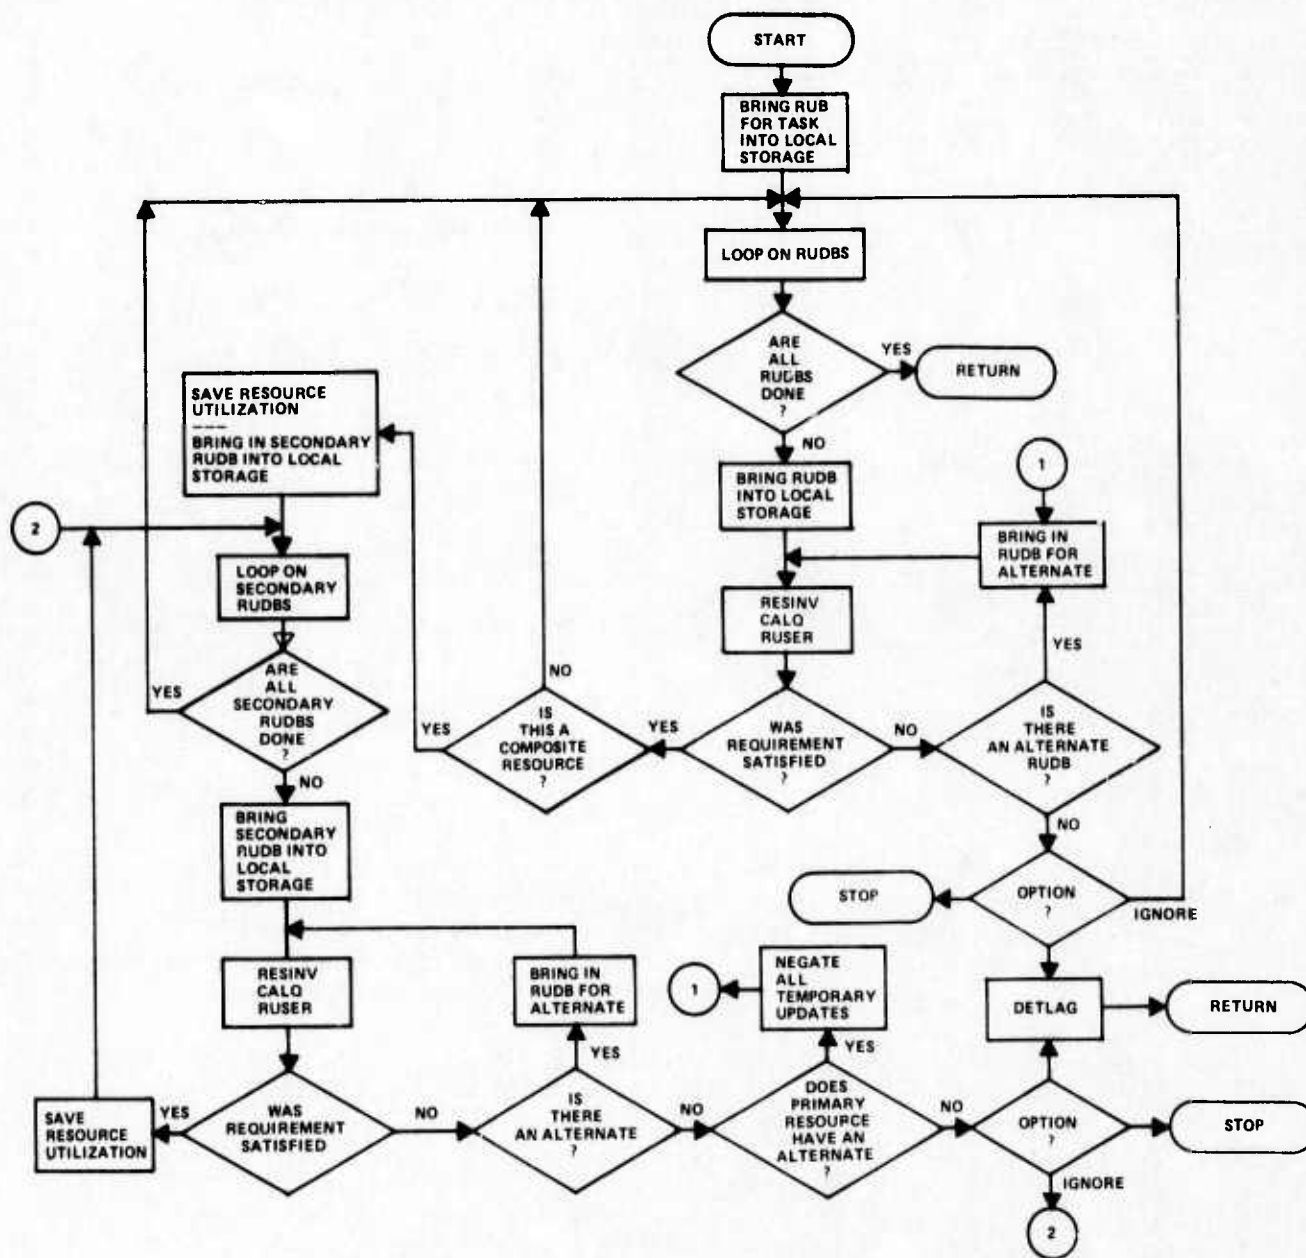 START
BRING RUB
FOR TASK
INTO LOCAL
STORAGE
LOOP ON RUDBS
ARE
ALL
RUDBS
DONE
?
YES
RETURN
NO
SAVE RESOURCE
UTILIZATION
---
BRING IN SECONDARY
RUDB INTO LOCAL
STORAGE
BRING RUDB
INTO LOCAL
STORAGE
1
2
BRING IN
RUDB FOR
ALTERNATE
LOOP ON
SECONDARY
RUDBS
RESINV
CALQ
RUSER
YES
ARE
ALL
SECONDARY
RUDBS
DONE
?
YES
NO
NO
IS
THIS A
COMPOSITE
RESOURCE
?
YES
WAS
REQUIREMENT
SATISFIED
?
YES
NO
IS
THERE
AN ALTERNATE
RUDB
?
NO
BRING
SECONDARY
RUDB INTO
LOCAL
STORAGE
STOP
OPTION
?
IGNORE
RESINV
CALQ
RUSER
BRING IN
RUDB FOR
ALTERNATE
1
NEGATE
ALL
TEMPORARY
UPDATES
DETLAG
RETURN
YES
YES
SAVE
RESOURCE
UTILIZATION
YES
WAS
REQUIREMENT
SATISFIED
NO
IS
THERE
AN ALTERNATE
?
NO
DOES
PRIMARY
RESOURCE
HAVE AN
ALTERNATE
?
NO
OPTION
?
STOP
IGNORE
2